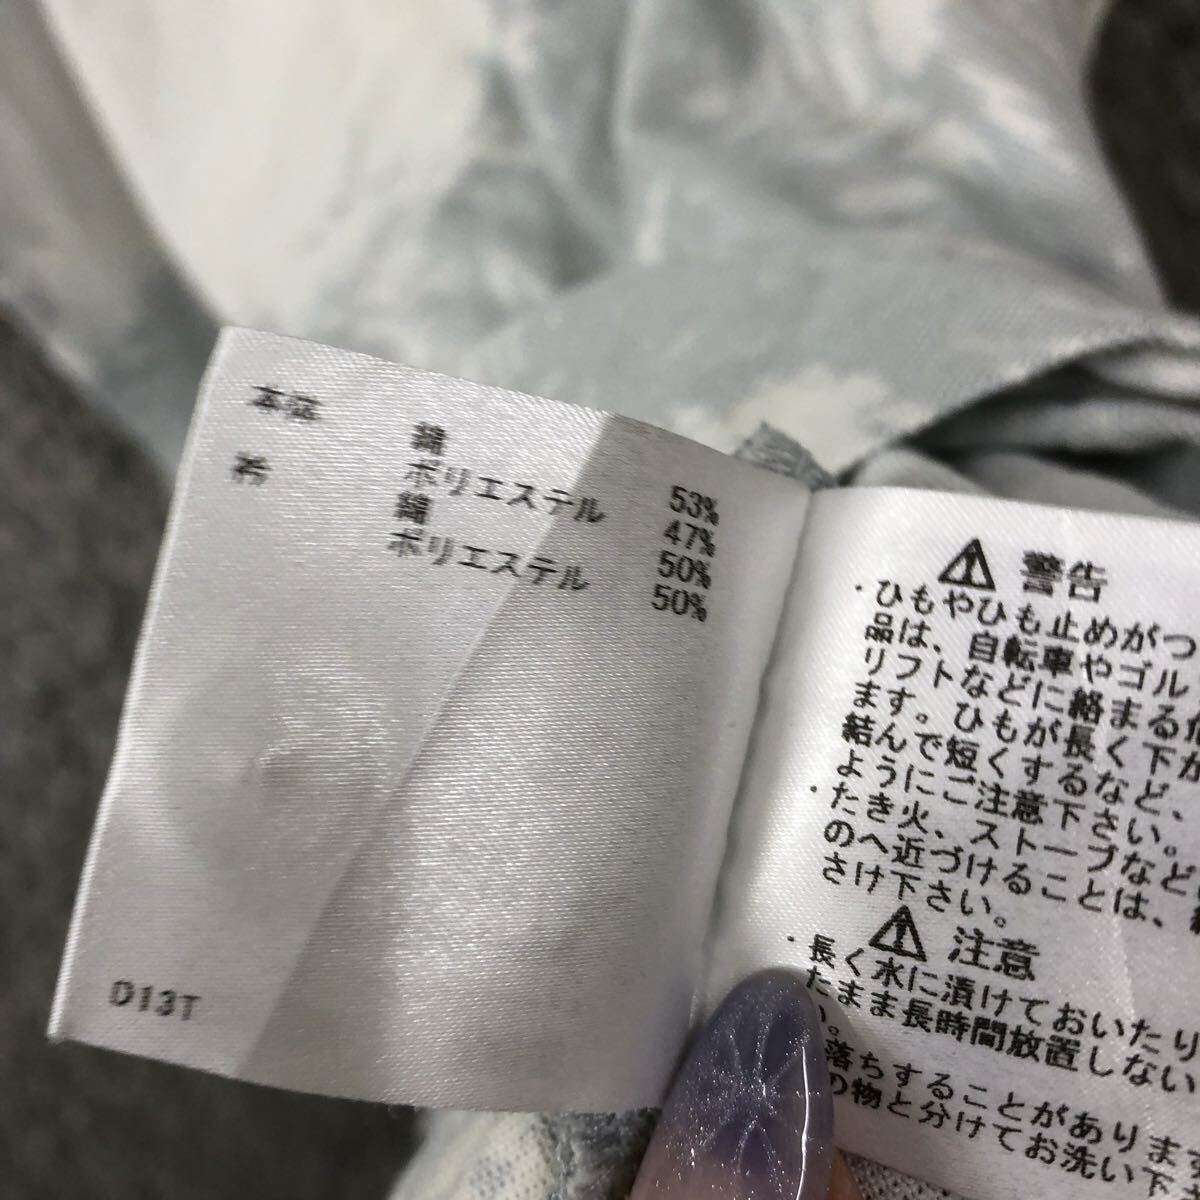 本体 綿 53%
ポリエステル 47%
衿 綿 50%
ポリエステル 50%
D13T
⚠ 警告
・ひもやひも止めがつ
品は、自転車やゴル
リフトなどに絡まる危
ます。ひもが長く下が
結んで短くするなど、
ようにご注意下さい。
・たき火、ストーブなど
のへ近づけることは、
さけ下さい。
⚠ 注意
・長く水に漬けておいたり
たまま長時間放置しない
い。
落ちすることがあります
の物と分けてお洗い下